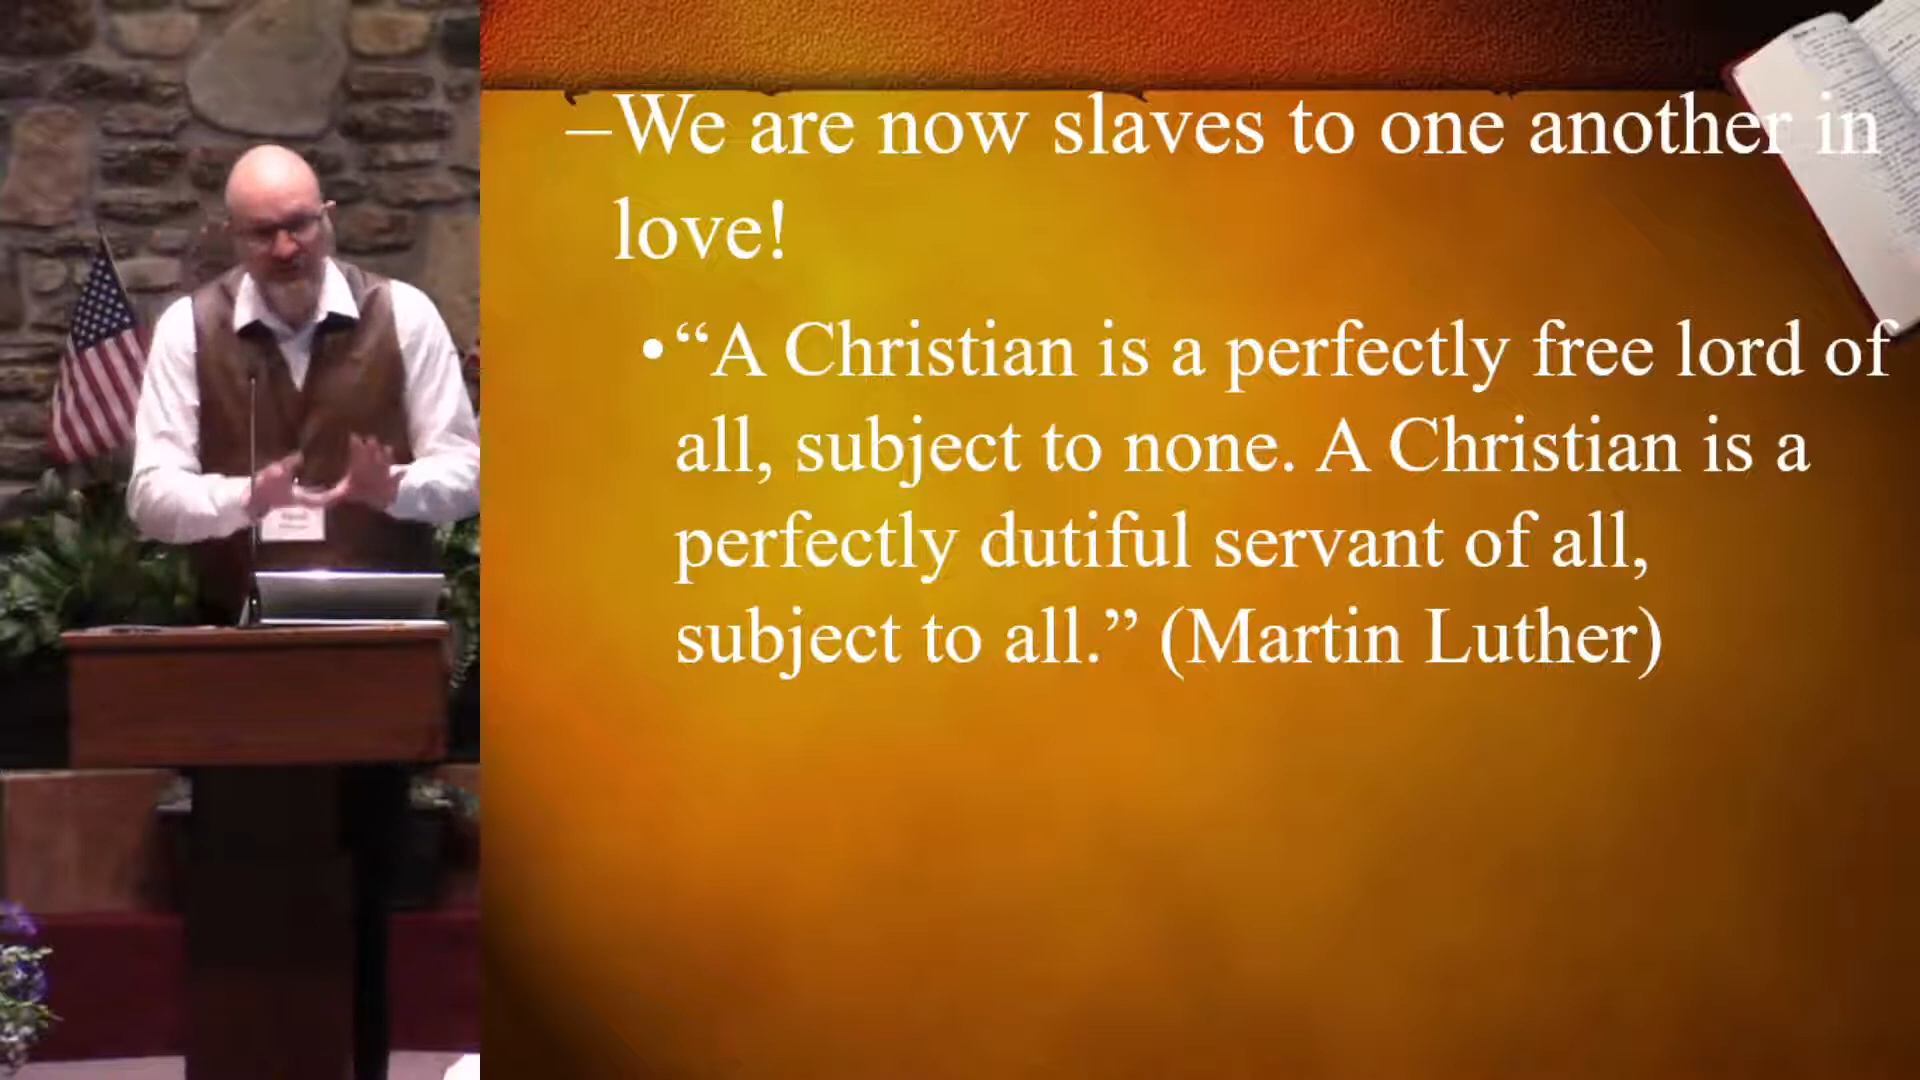 –We are now slaves to one another in
love!
•“A Christian is a perfectly free lord of
all, subject to none. A Christian is a
perfectly dutiful servant of all,
subject to all.” (Martin Luther)